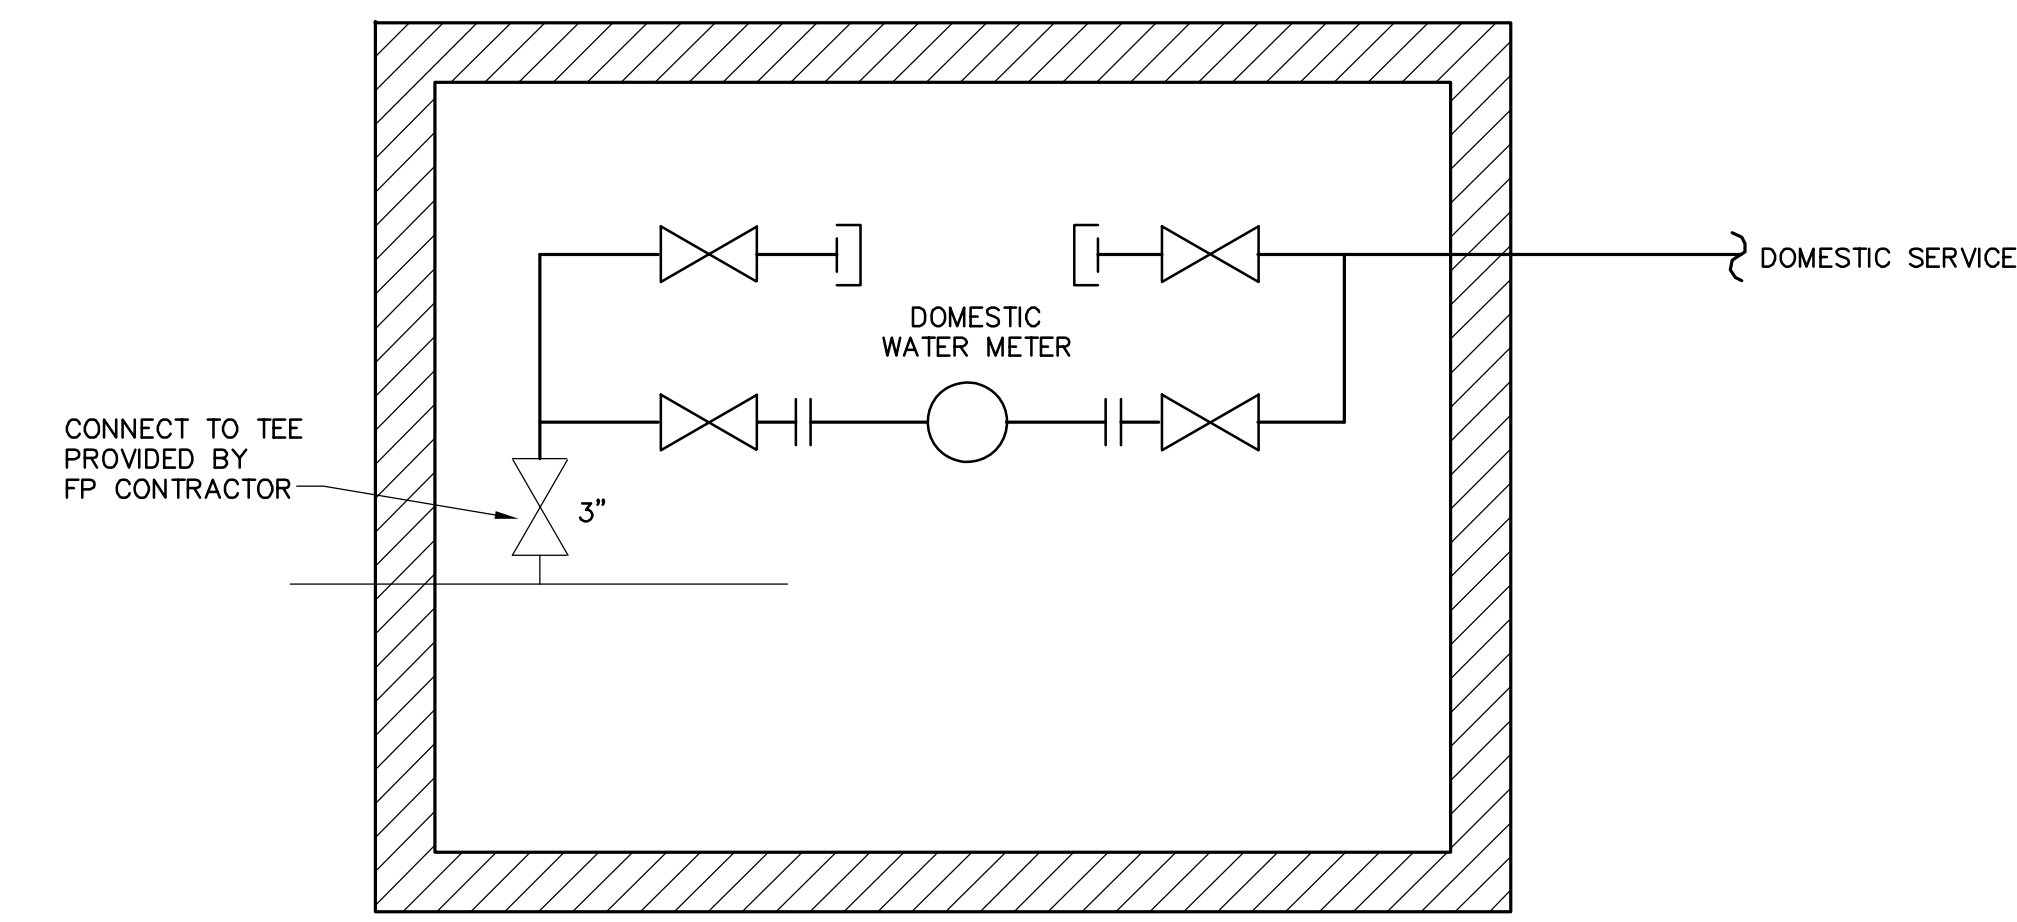 DOMESTIC SERVICE
DOMESTIC
WATER METER
CONNECT TO TEE
PROVIDED BY
FP CONTRACTOR
3"